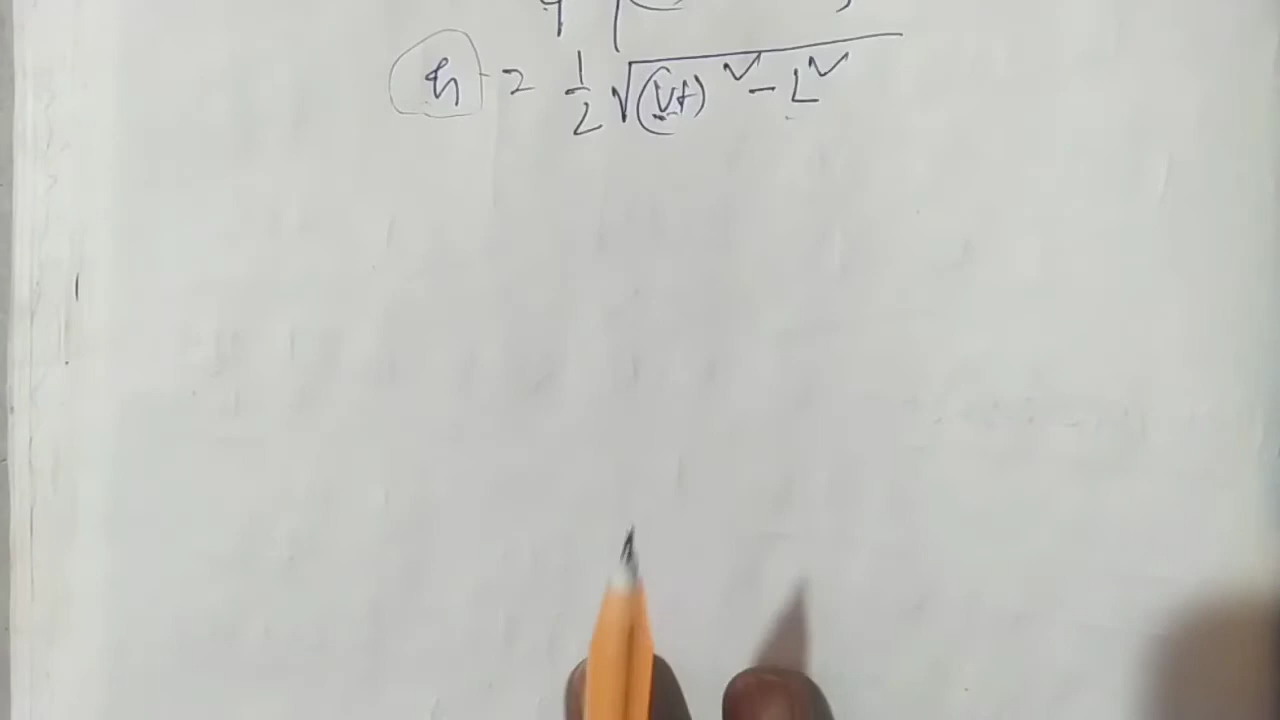 h = 1/2 √(Vt)² - L²